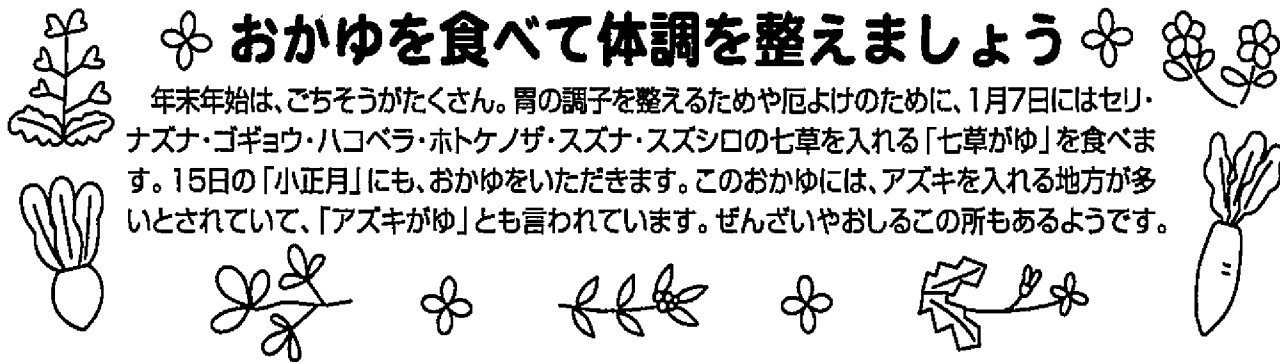 おかゆを食べて体調を整えましょう
年末年始は、ごちそうがたくさん。胃の調子を整えるためや厄よけのために、1月7日にはセリ・
ナズナ・ゴギョウ・ハコベラ・ホトケノザ・スズナ・スズシロの七草を入れる「七草がゆ」を食べま
す。15日の「小正月」にも、おかゆをいただきます。このおかゆには、アズキを入れる地方が多
いとされていて、「アズキがゆ」とも言われています。ぜんざいやおしるこの所もあるようです。